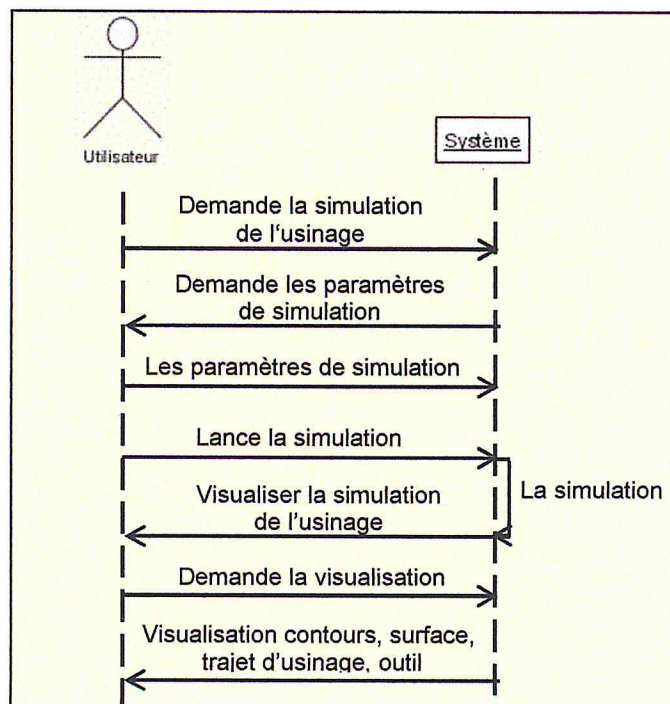 Utilisateur
Système
Demande la simulation
de l'usinage
Demande les paramètres
de simulation
Les paramètres de simulation
Lance la simulation
La simulation
Visualiser la simulation
de l'usinage
Demande la visualisation
Visualisation contours, surface,
trajet d'usinage, outil